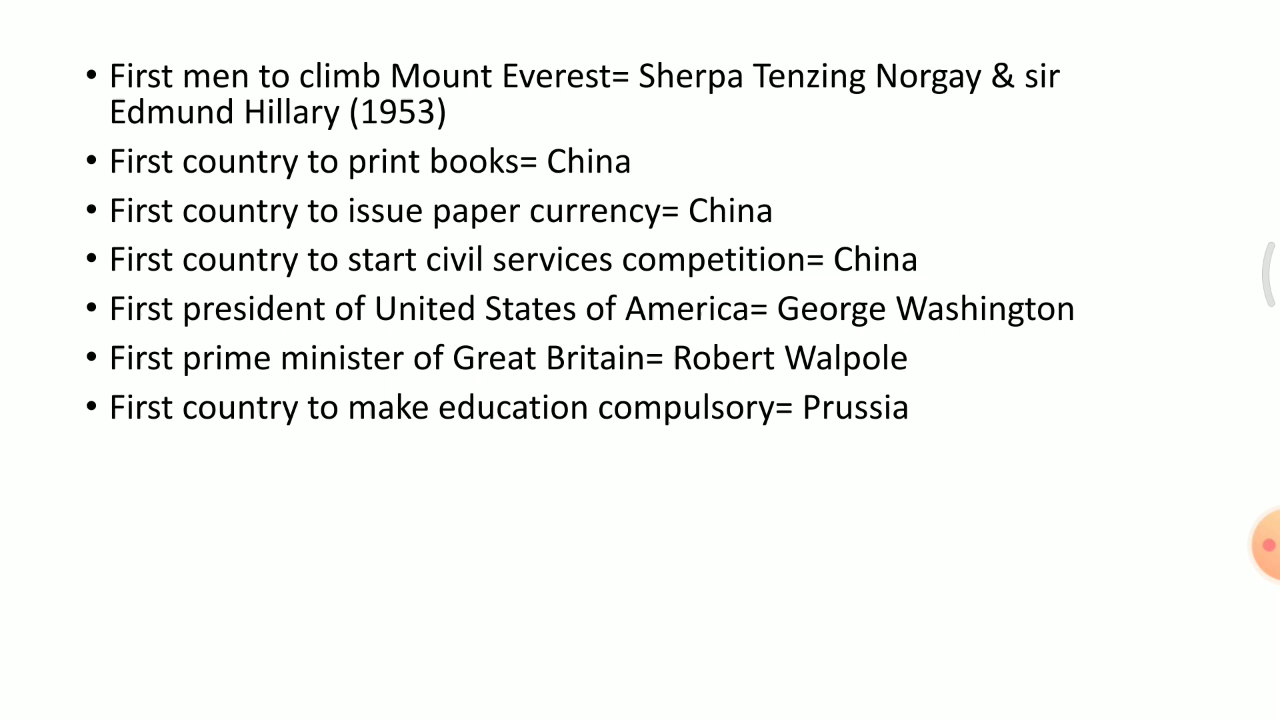 • First men to climb Mount Everest= Sherpa Tenzing Norgay & sir
Edmund Hillary (1953)
• First country to print books= China
• First country to issue paper currency= China
• First country to start civil services competition= China
• First president of United States of America= George Washington
• First prime minister of Great Britain= Robert Walpole
• First country to make education compulsory= Prussia